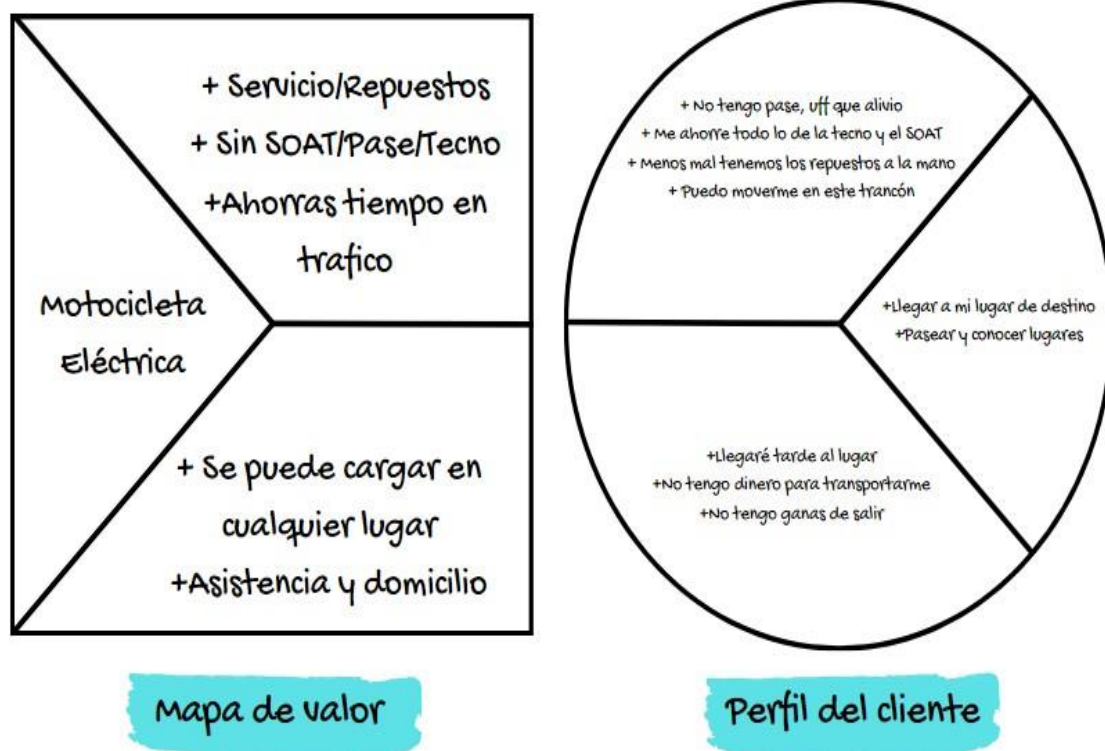 + Servicio/Repuestos
+ Sin SOAT/Pase/Tecno
+Ahorras tiempo en
trafico
Motocicleta
Eléctrica
+ Se puede cargar en
cualquier lugar
+Asistencia y domicilio
Mapa de valor
+ No tengo pase, uff que alivio
+ Me ahorre todo lo de la tecno y el SOAT
+ Menos mal tenemos los repuestos a la mano
+ Puedo moverme en este trancón
+Llegar a mi lugar de destino
+Pasear y conocer lugares
+Llegaré tarde al lugar
+No tengo dinero para transportarme
+No tengo ganas de salir
Perfil del cliente